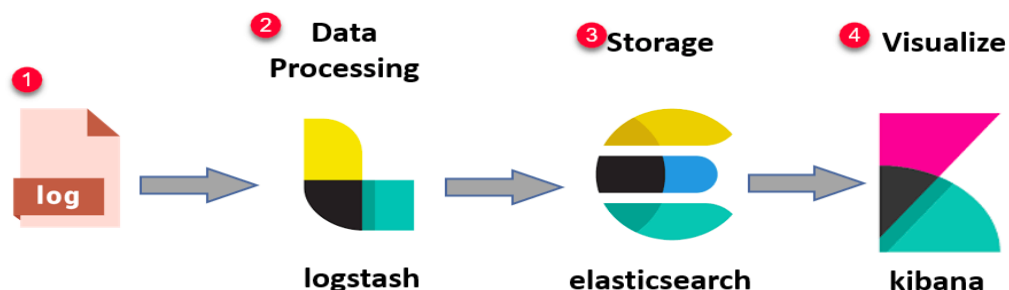 1
log
2
Data
Processing
logstash
3
Storage
elasticsearch
4
Visualize
kibana